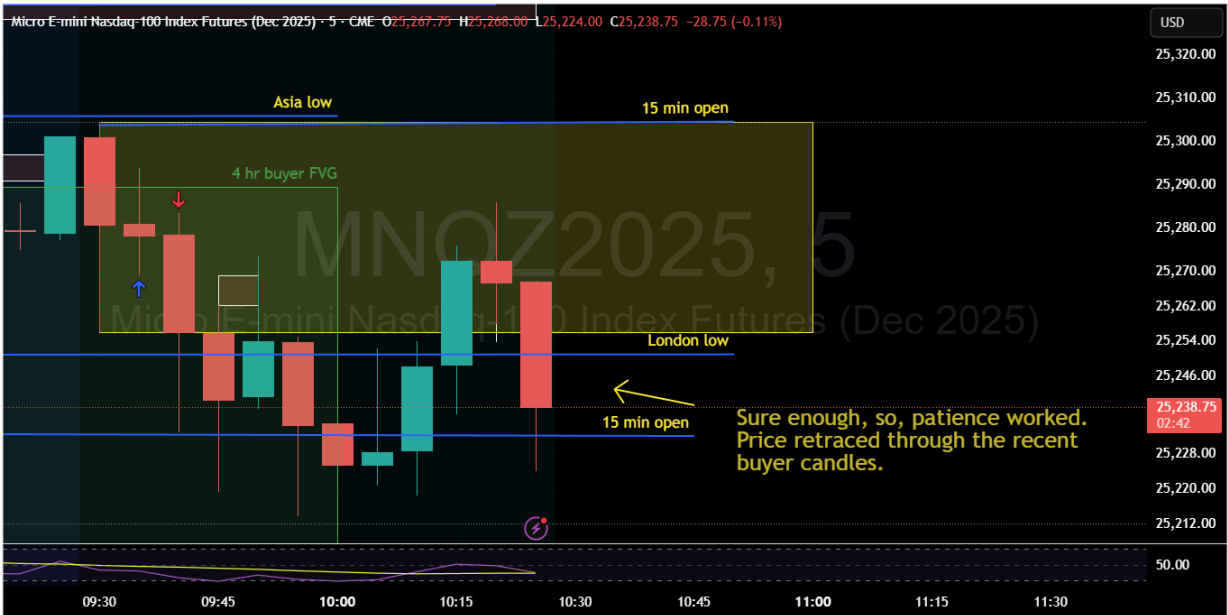 Micro E-mini Nasdaq-100 Index Futures (Dec 2025) · 5 · CME O25,267.75 H25,268.00 L25,224.00 C25,238.75 −28.75 (−0.11%)
USD
25,320.00
25,310.00
25,300.00
25,290.00
25,280.00
25,270.00
25,262.00
25,254.00
25,246.00
25,238.75
02:42
25,228.00
25,220.00
25,212.00
50.00
Asia low
15 min open
4 hr buyer FVG
MNQZ2025, 5
Micro E-mini Nasdaq-100 Index Futures (Dec 2025)
London low
15 min open
Sure enough, so, patience worked.
Price retraced through the recent
buyer candles.
09:30 09:45 10:00 10:15 10:30 10:45 11:00 11:15 11:30